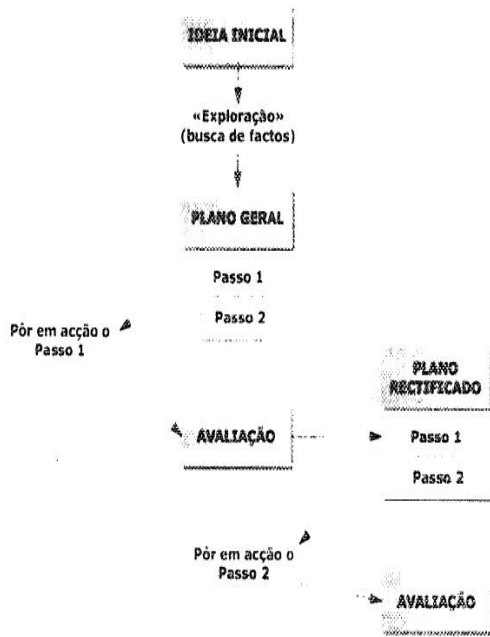 IDEIA INICIAL
«Exploração»
(busca de factos)
PLANO GERAL
Passo 1
Passo 2
Pôr em acção o
Passo 1
PLANO
RECTIFICADO
AVALIAÇÃO
Passo 1
Passo 2
Pôr em acção o
Passo 2
AVALIAÇÃO